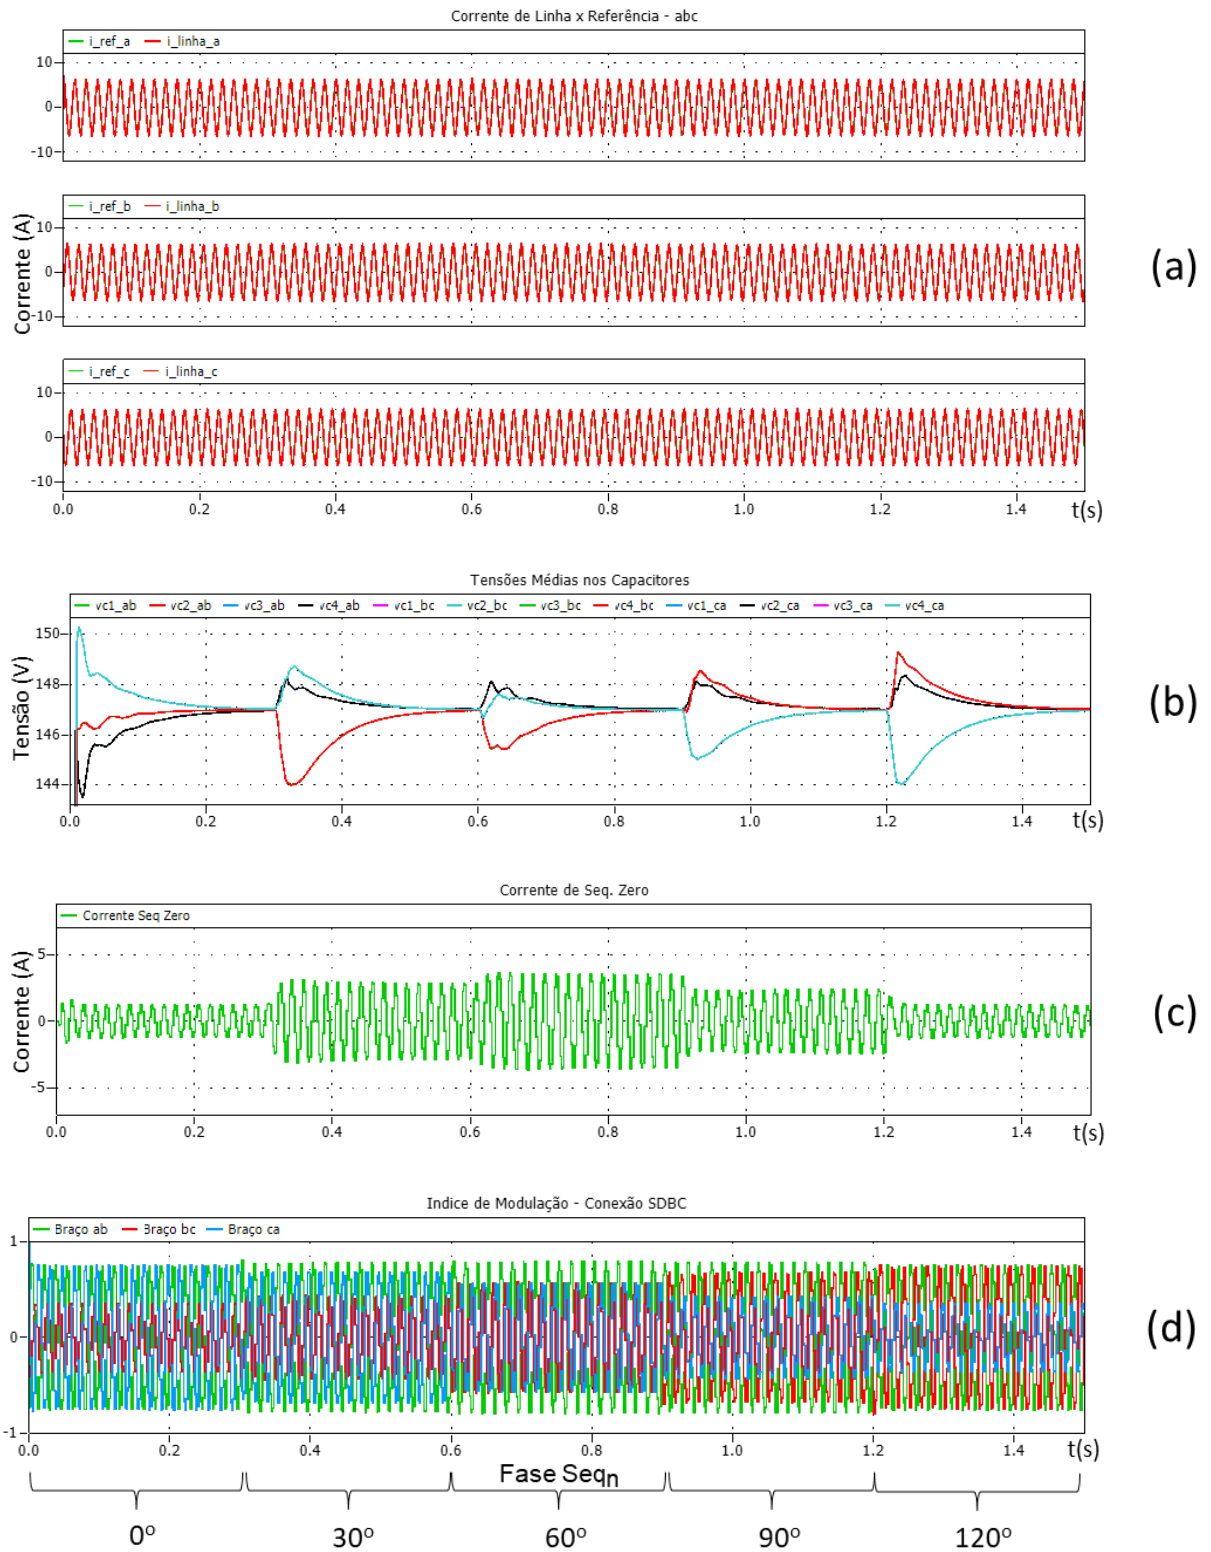 Corrente de Linha x Referência - abc
i_ref_a i_linha_a
10
0
-10
i_ref_b i_linha_b
10
0
-10
Corrente (A)
(a)
i_ref_c i_linha_c
10
0
-10
0.0 0.2 0.4 0.6 0.8 1.0 1.2 1.4 t(s)
Tensões Médias nos Capacitores
vc1_ab vc2_ab vc3_ab vc4_ab vc1_bc vc2_bc vc3_bc vc4_bc vc1_ca vc2_ca vc3_ca vc4_ca
150
148
146
144
Tensão (V)
(b)
0.0 0.2 0.4 0.6 0.8 1.0 1.2 1.4 t(s)
Corrente de Seq. Zero
Corrente Seq Zero
5
0
-5
Corrente (A)
(c)
0.0 0.2 0.4 0.6 0.8 1.0 1.2 1.4 t(s)
Indice de Modulação - Conexão SDBC
Braço ab Braço bc Braço ca
1
0
-1
(d)
0.0 0.2 0.4 0.6 0.8 1.0 1.2 1.4 t(s)
Fase Seqn
0º 30º 60º 90º 120º